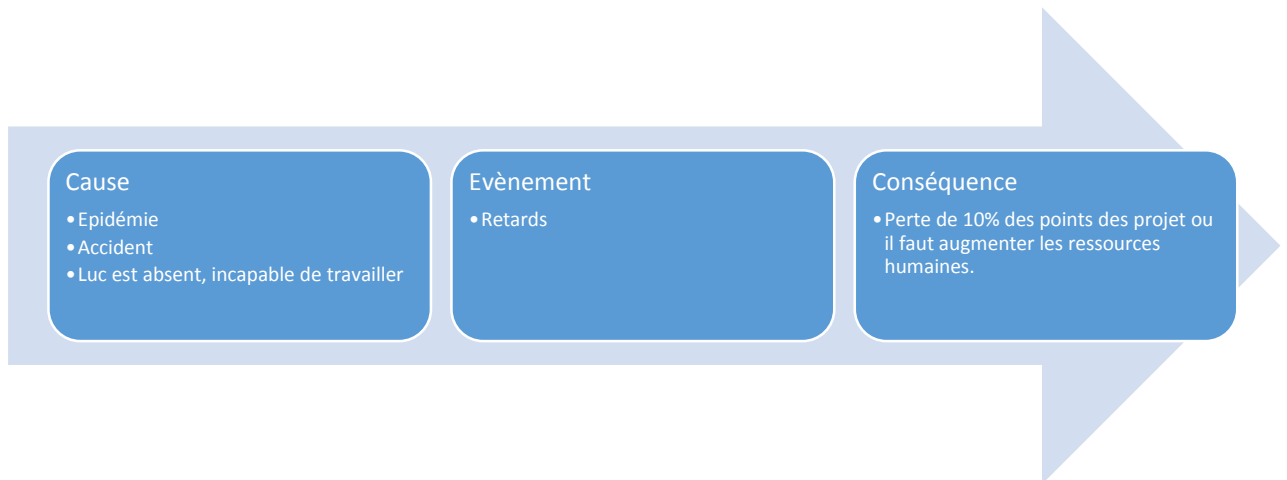 Cause
•Epidémie
•Accident
•Luc est absent, incapable de travailler
Evènement
•Retards
Conséquence
•Perte de 10% des points des projet ou
il faut augmenter les ressources
humaines.